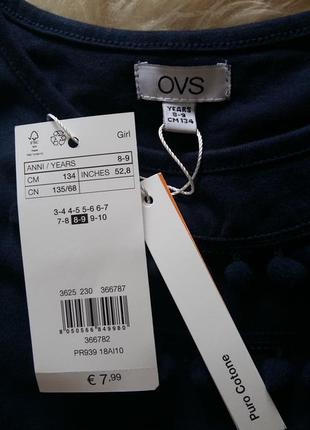 OVS
YEARS
8-9
CM 134
Girl
FSC
ANNI / YEARS 8-9
CM 134 INCHES 52,8
CN 135/68
3-4 4-5 5-6 6-7
7-8 8-9 9-10
3625 230 366787
8050566849980
366782
PR939 18AI10
€ 7,99
Puro Cotone